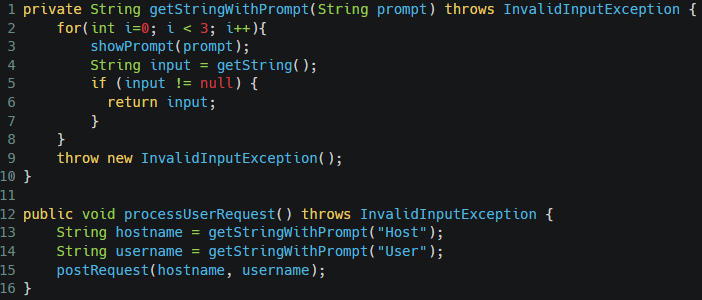 1 private String getStringWithPrompt(String prompt) throws InvalidInputException {
2     for(int i=0; i < 3; i++){
3         showPrompt(prompt);
4         String input = getString();
5         if (input != null) {
6           return input;
7         }
8     }
9     throw new InvalidInputException();
10 }
11
12 public void processUserRequest() throws InvalidInputException {
13     String hostname = getStringWithPrompt("Host");
14     String username = getStringWithPrompt("User");
15     postRequest(hostname, username);
16 }